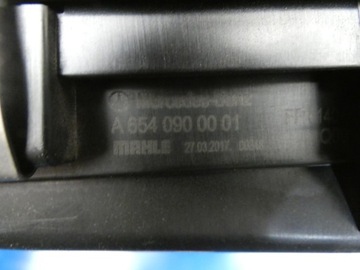 Mercedes-Benz
A 654 090 00 01
MAHLE 27.03.2017